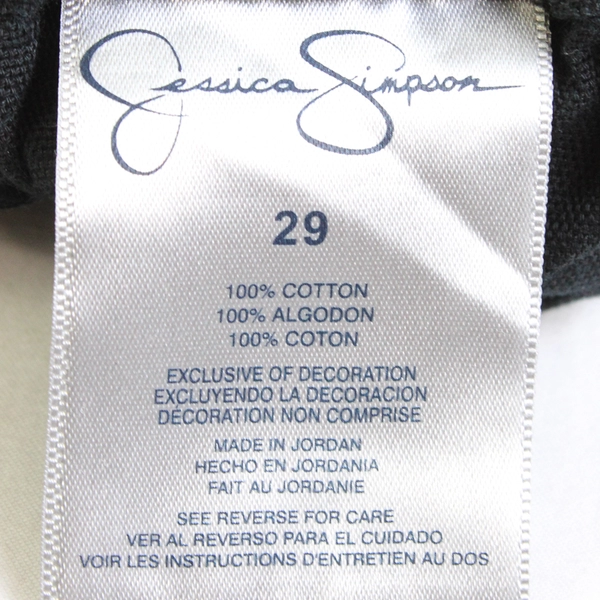 Jessica Simpson
29
100% COTTON
100% ALGODON
100% COTON
EXCLUSIVE OF DECORATION
EXCLUYENDO LA DECORACION
DÉCORATION NON COMPRISE
MADE IN JORDAN
HECHO EN JORDANIA
FAIT AU JORDANIE
SEE REVERSE FOR CARE
VER AL REVERSO PARA EL CUIDADO
VOIR LES INSTRUCTIONS D'ENTRETIEN AU DOS